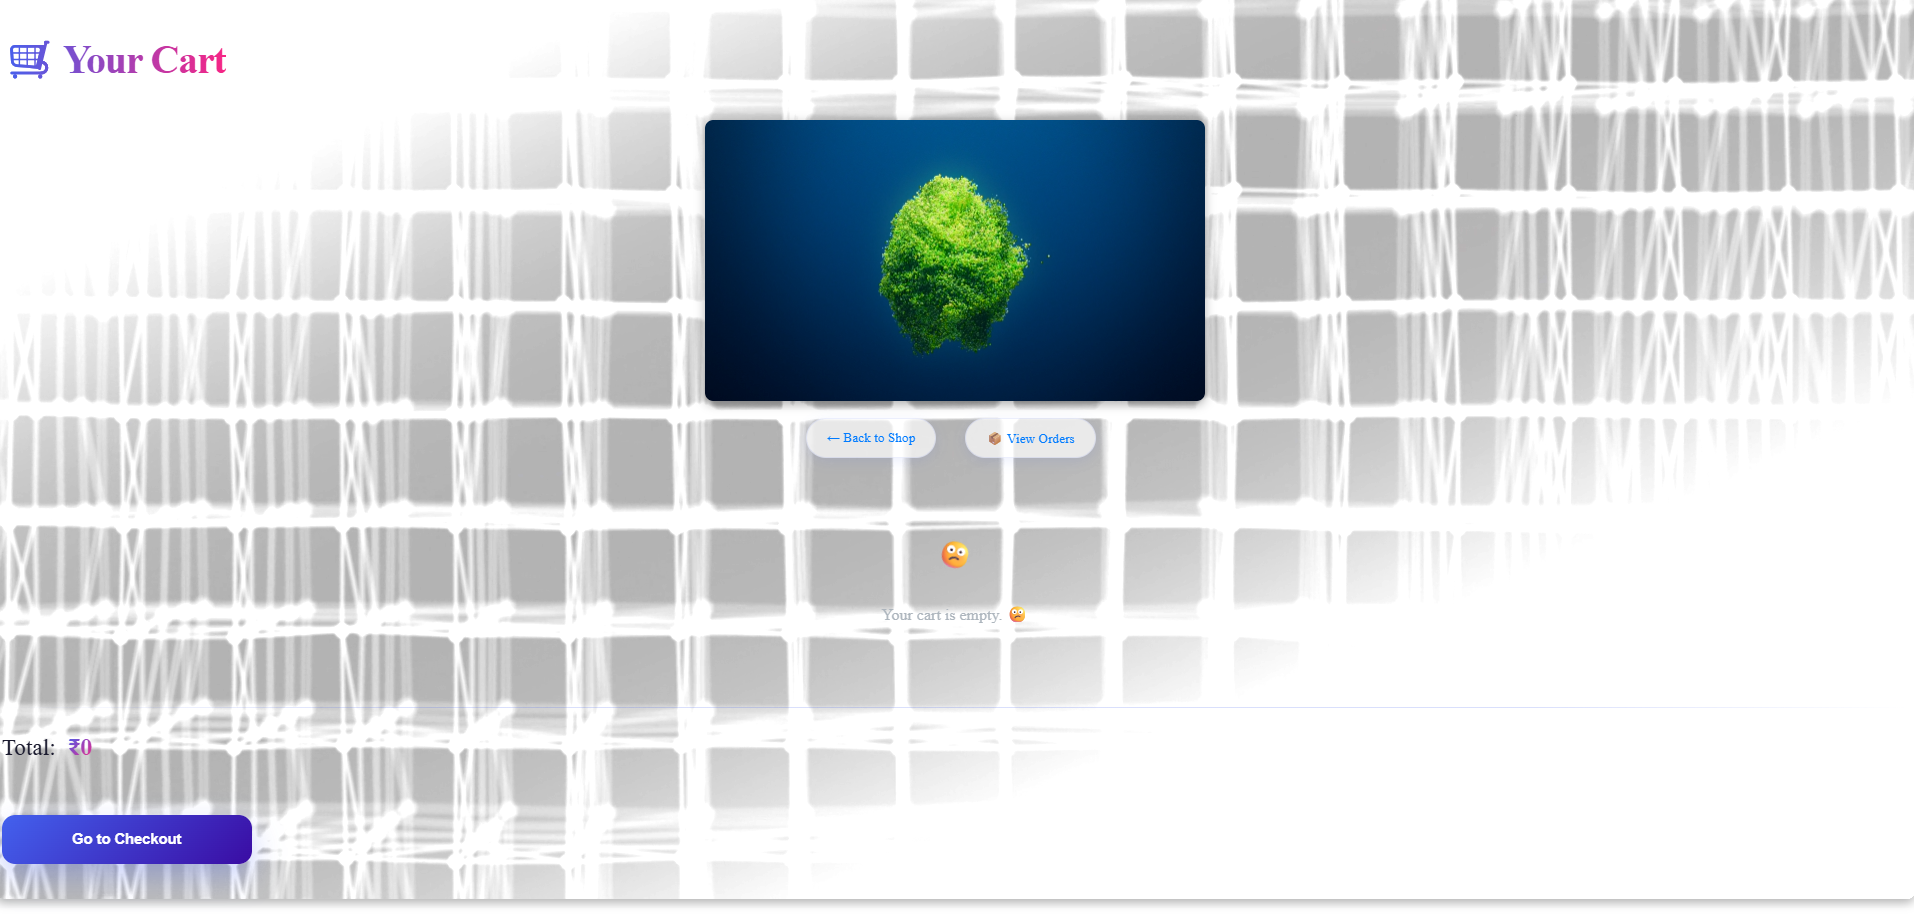 Your Cart
← Back to Shop
View Orders
Your cart is empty.
Total: ₹0
Go to Checkout